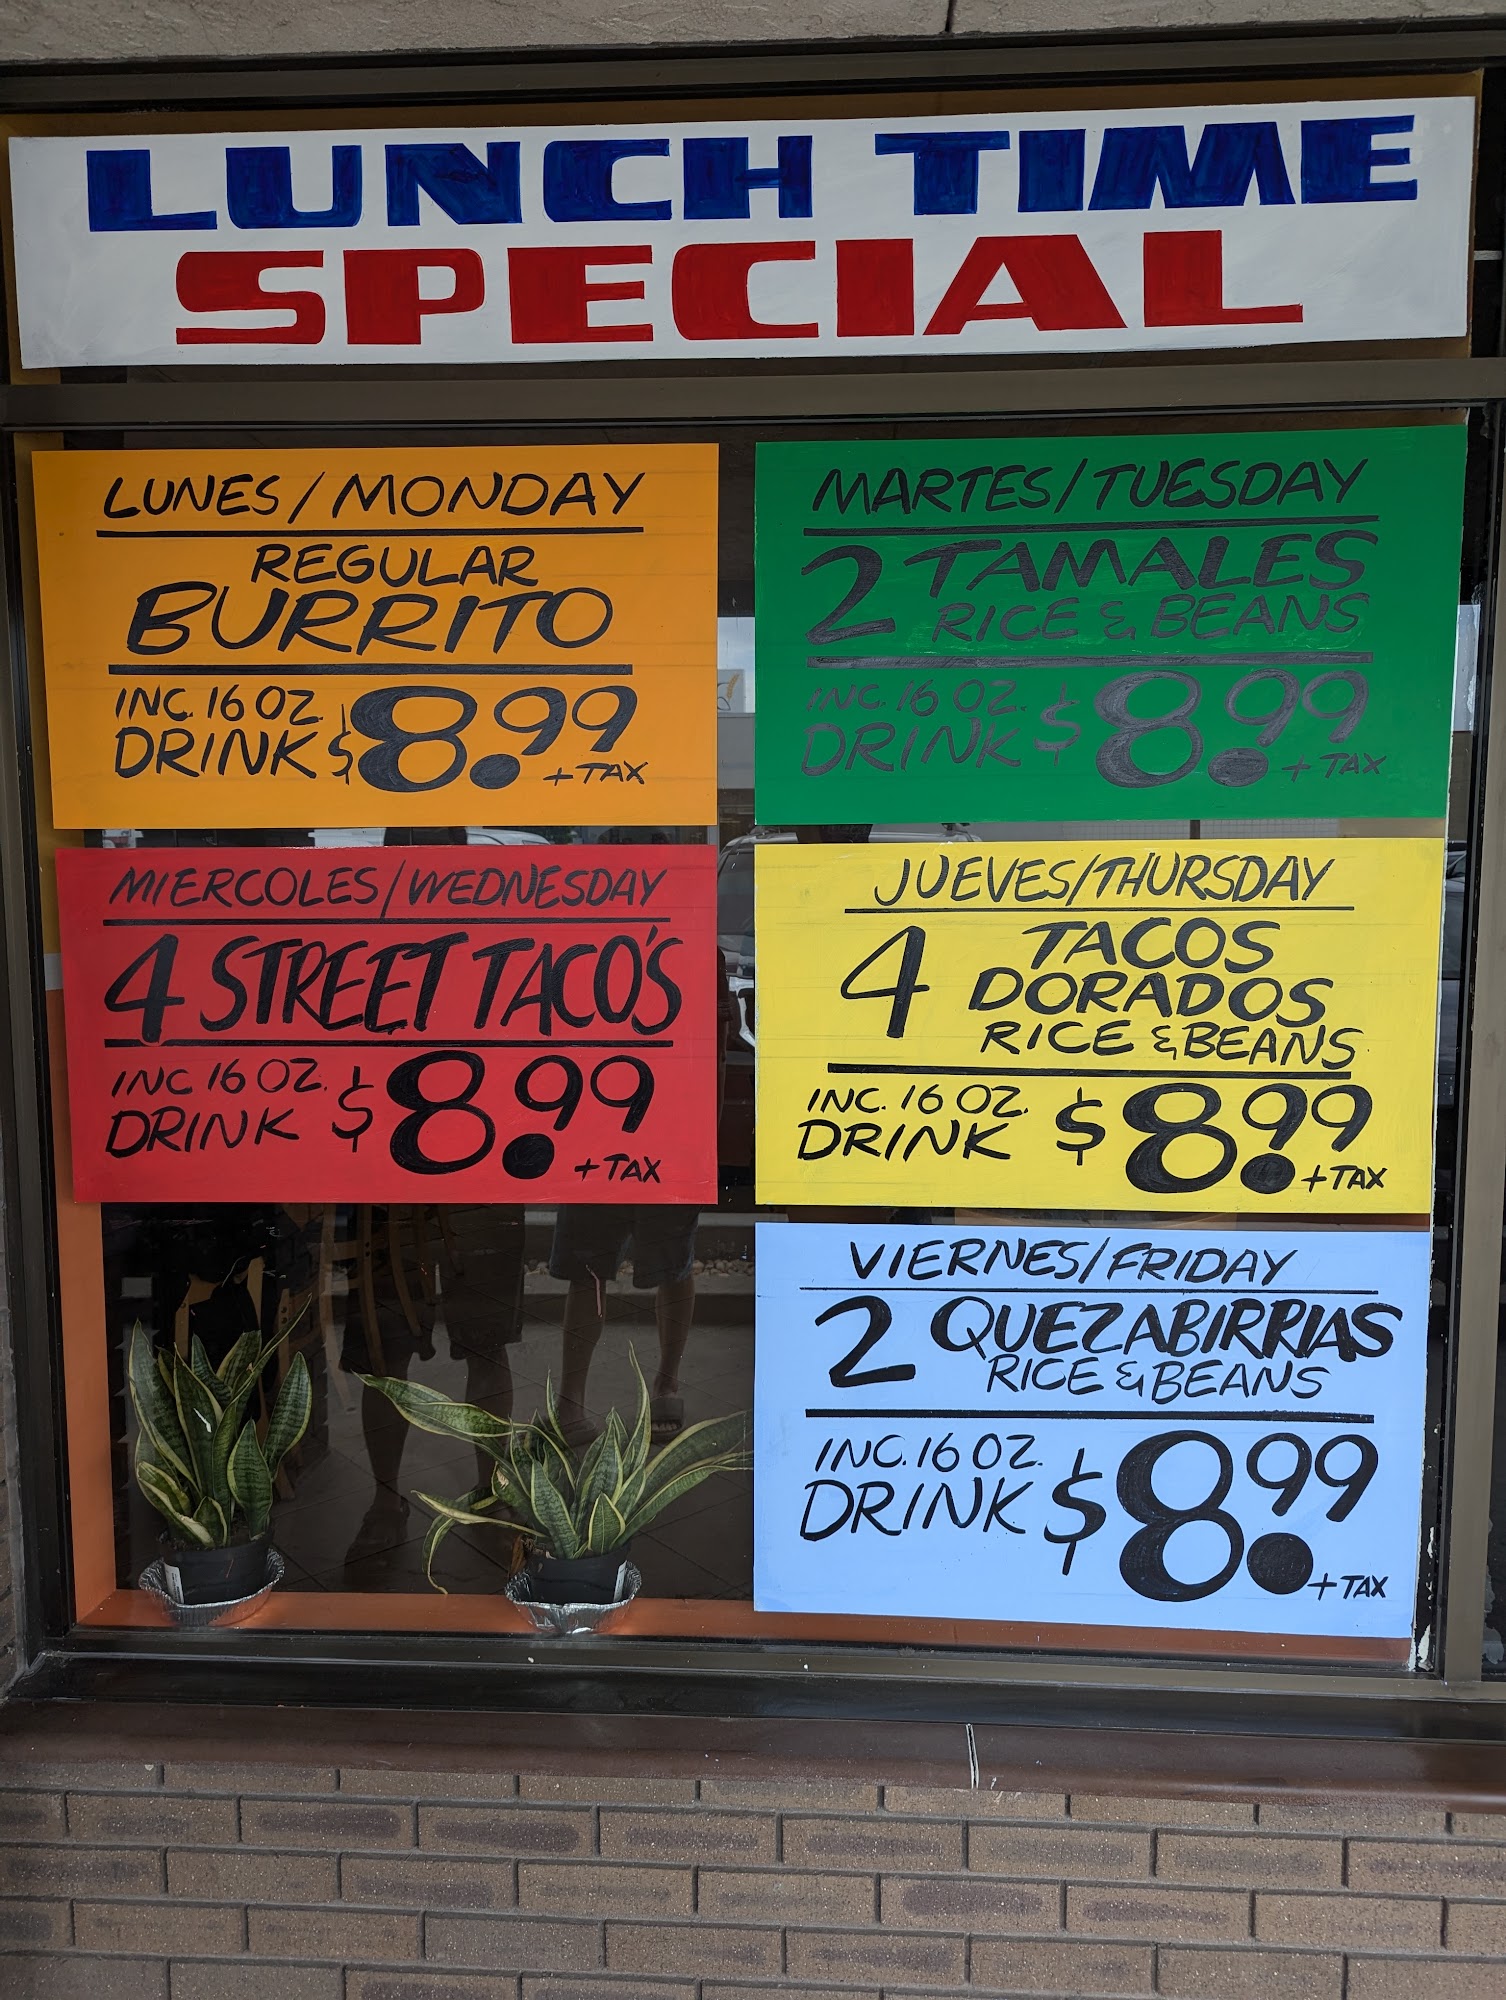 LUNCH TIME
SPECIAL
LUNES/MONDAY
REGULAR
BURRITO
INC. 16 OZ.
DRINK $8.99
+ TAX
MARTES/TUESDAY
2 TAMALES
RICE & BEANS
INC. 16 OZ.
DRINK $8.99
+ TAX
MIERCOLES/WEDNESDAY
4 STREET TACO'S
INC 16 OZ.
DRINK $8.99
+ TAX
JUEVES/THURSDAY
4 TACOS
DORADOS
RICE & BEANS
INC. 16 OZ.
DRINK $8.99
+ TAX
VIERNES/FRIDAY
2 QUEZABIRRIAS
RICE & BEANS
INC. 16 OZ.
DRINK $8.99
+ TAX